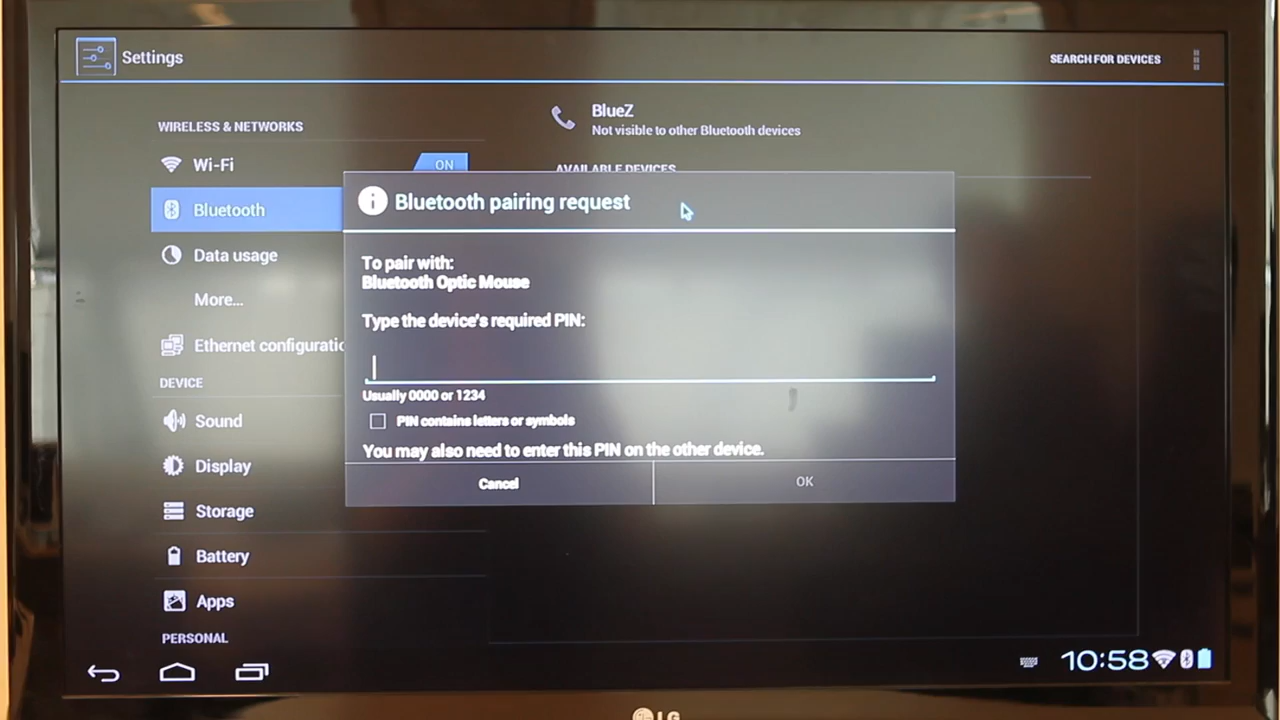 Settings
SEARCH FOR DEVICES
WIRELESS & NETWORKS
Wi-Fi
ON
Bluetooth
Data usage
More...
Ethernet configuratio
DEVICE
Sound
Display
Storage
Battery
Apps
PERSONAL
BlueZ
Not visible to other Bluetooth devices
AVAILABLE DEVICES
Bluetooth pairing request
To pair with:
Bluetooth Optic Mouse
Type the device's required PIN:
Usually 0000 or 1234
PIN contains letters or symbols
You may also need to enter this PIN on the other device.
Cancel
OK
10:58
LG